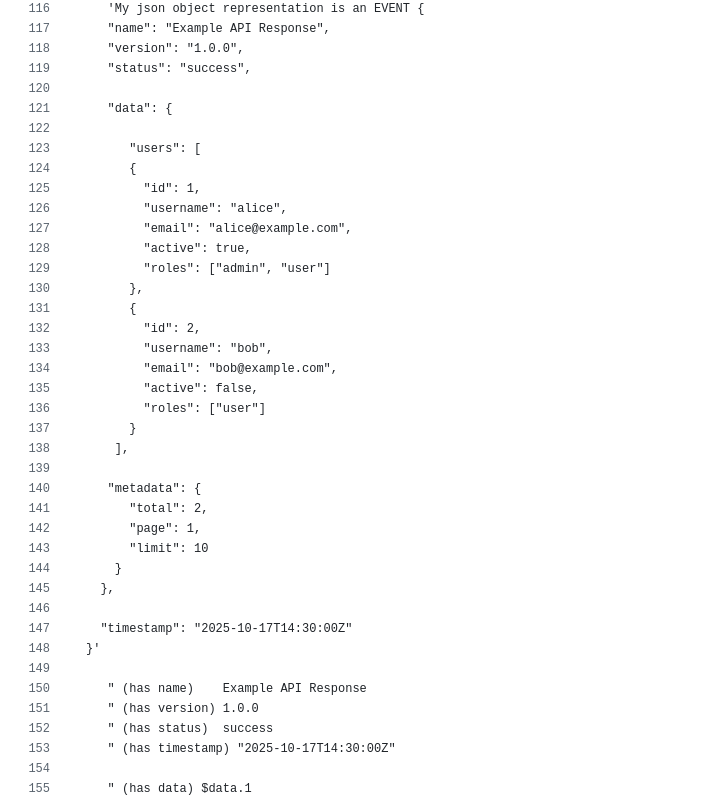 116        'My json object representation is an EVENT {
117        "name": "Example API Response",
118        "version": "1.0.0",
119        "status": "success",
120
121        "data": {
122
123           "users": [
124           {
125             "id": 1,
126             "username": "alice",
127             "email": "alice@example.com",
128             "active": true,
129             "roles": ["admin", "user"]
130           },
131           {
132             "id": 2,
133             "username": "bob",
134             "email": "bob@example.com",
135             "active": false,
136             "roles": ["user"]
137           }
138         ],
139
140        "metadata": {
141           "total": 2,
142           "page": 1,
143           "limit": 10
144         }
145       },
146
147       "timestamp": "2025-10-17T14:30:00Z"
148     }'
149
150        " (has name)    Example API Response
151        " (has version) 1.0.0
152        " (has status)  success
153        " (has timestamp) "2025-10-17T14:30:00Z"
154
155        " (has data) $data.1